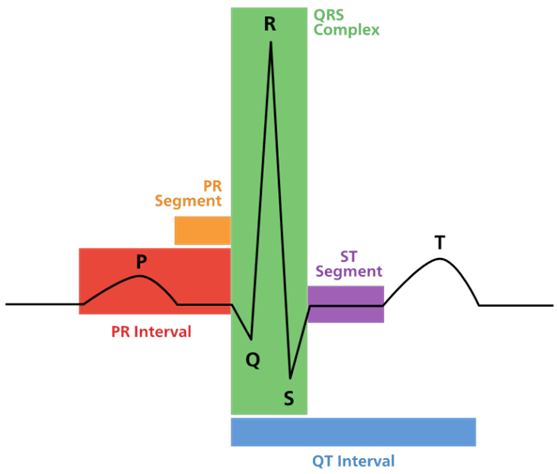 R
QRS
Complex
PR
Segment
P
ST
Segment
T
PR Interval
Q
S
QT Interval